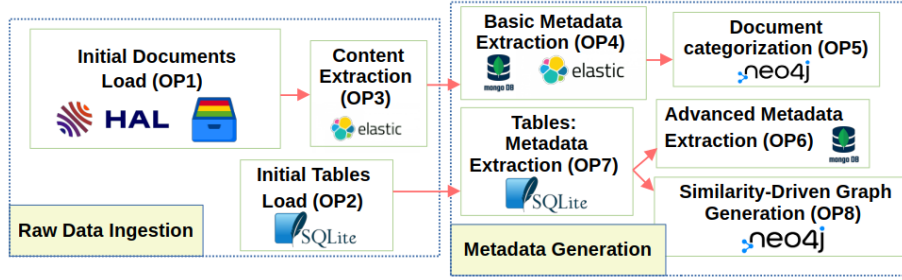 Initial Documents
Load (OP1)
HAL
Content
Extraction
(OP3)
elastic
Initial Tables
Load (OP2)
SQLite
Raw Data Ingestion
Basic Metadata
Extraction (OP4)
mongo DB
elastic
Document
categorization (OP5)
neo4j
Tables:
Metadata
Extraction (OP7)
SQLite
Advanced Metadata
Extraction (OP6)
mongo DB
Similarity-Driven Graph
Generation (OP8)
neo4j
Metadata Generation